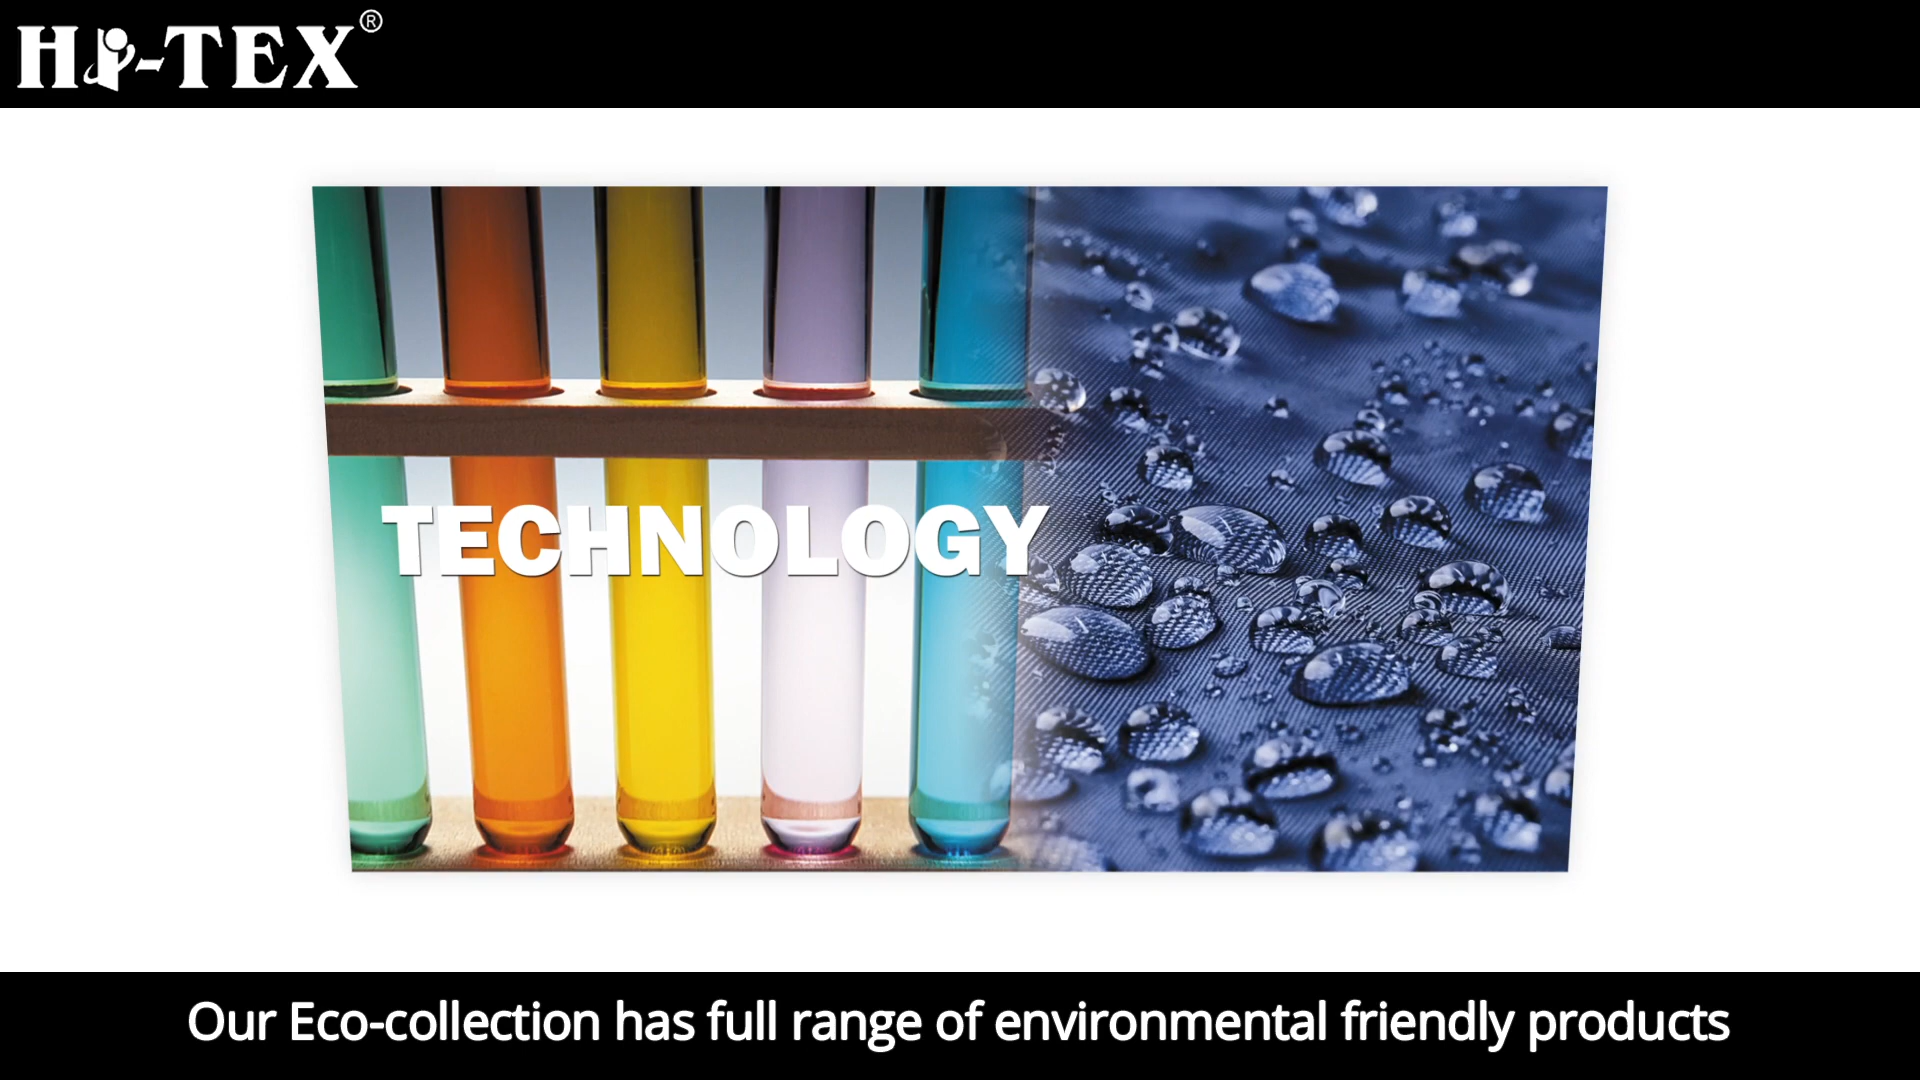 Hi-TEX®
TECHNOLOGY
Our Eco-collection has full range of environmental friendly products